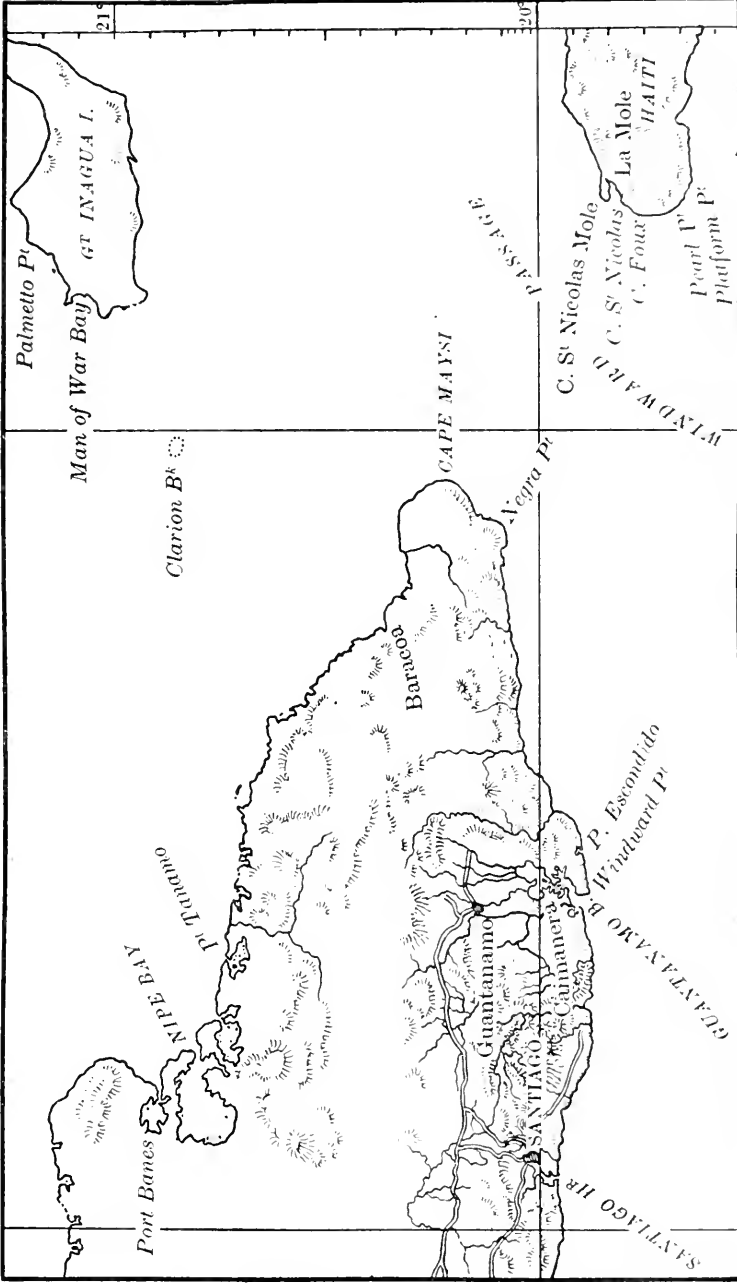 21°
20°
Palmetto Pt
Man of War Bay
GT INAGUA I.
Clarion Bk
CAPE MAYSI
Negra Pt
WINDWARD PASSAGE
C. St Nicolas Mole
C. St Nicolas
C. Foux
La Mole
HAITI
Pearl Pt
Platform Pt
Baracoa
Pt Tanamo
NIPE BAY
Port Banes
Guantanamo
SANTIAGO
Caimanera
P. Escondido
Windward Pt
GUANTANAMO B
SANTIAGO HR